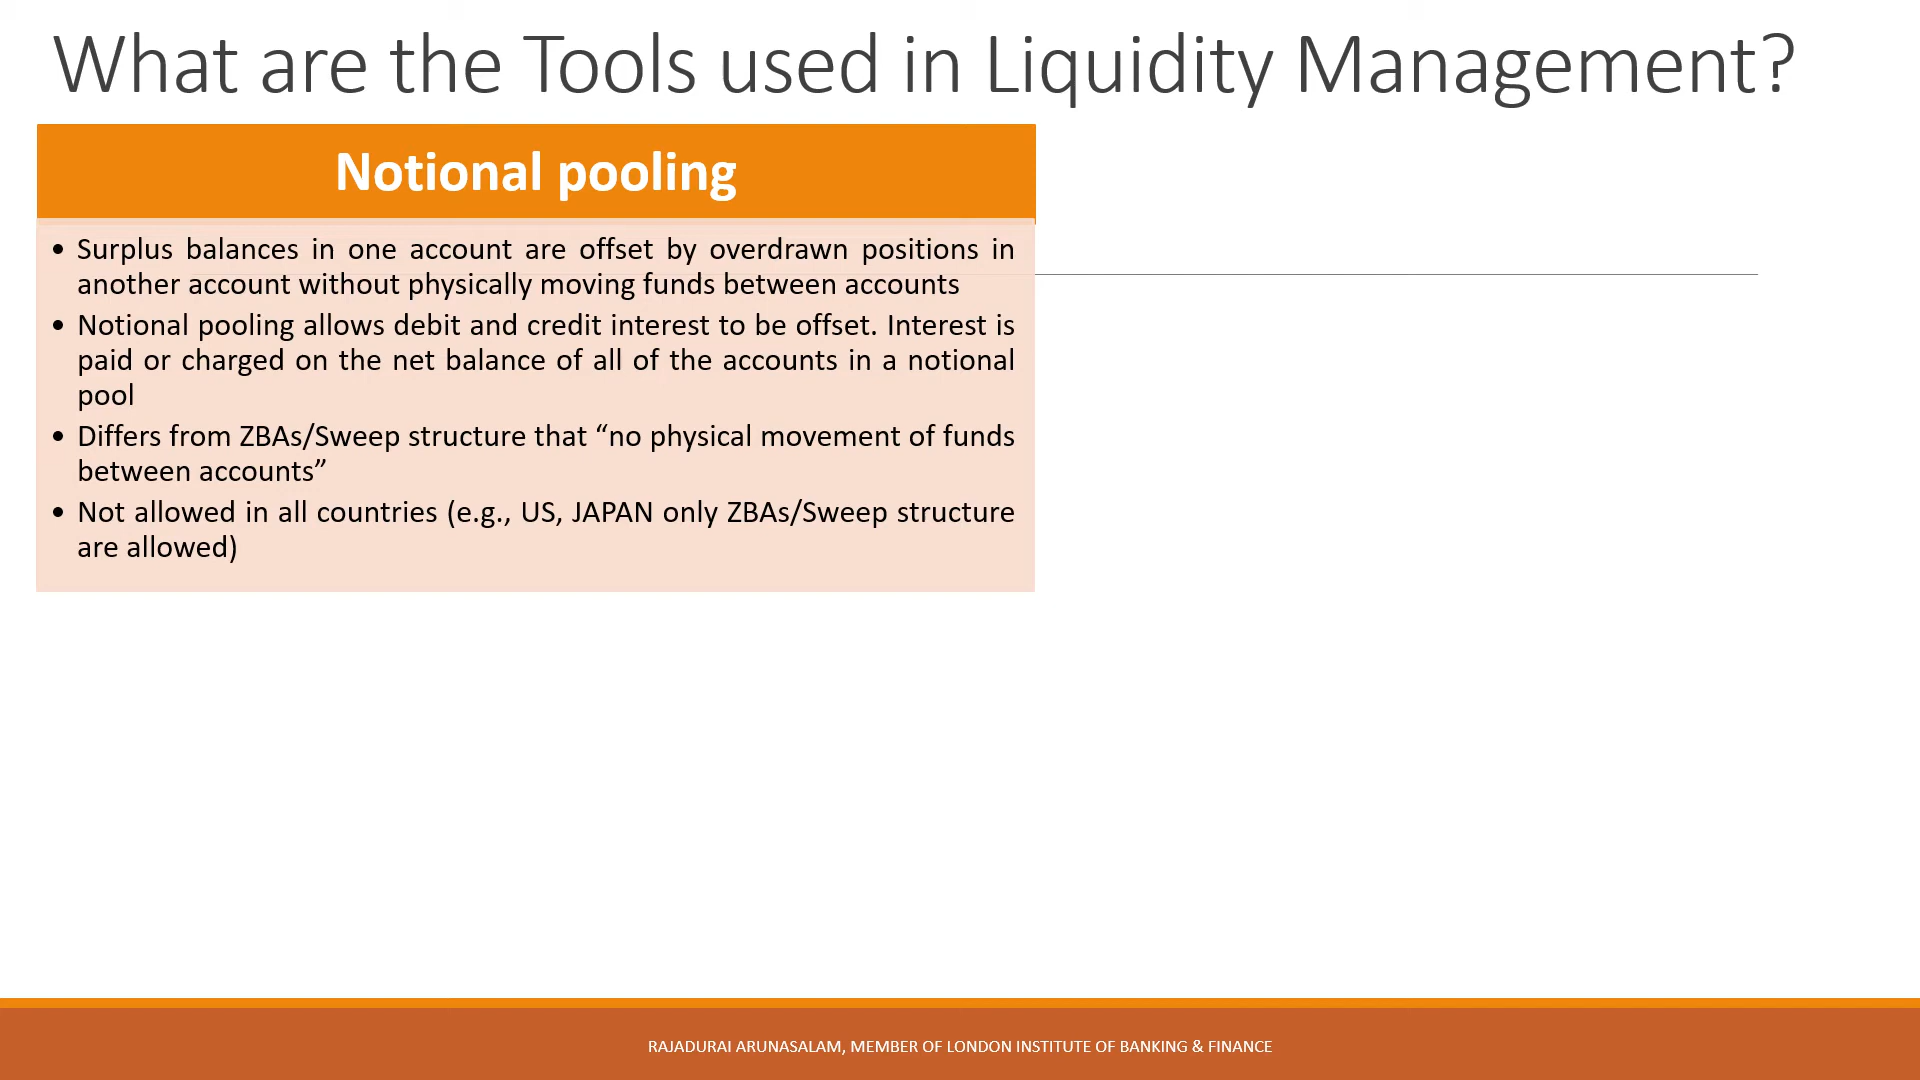 What are the Tools used in Liquidity Management?
Notional pooling
• Surplus balances in one account are offset by overdrawn positions in
another account without physically moving funds between accounts
• Notional pooling allows debit and credit interest to be offset. Interest is
paid or charged on the net balance of all of the accounts in a notional
pool
• Differs from ZBAs/Sweep structure that “no physical movement of funds
between accounts”
• Not allowed in all countries (e.g., US, JAPAN only ZBAs/Sweep structure
are allowed)
RAJADURAI ARUNASALAM, MEMBER OF LONDON INSTITUTE OF BANKING & FINANCE